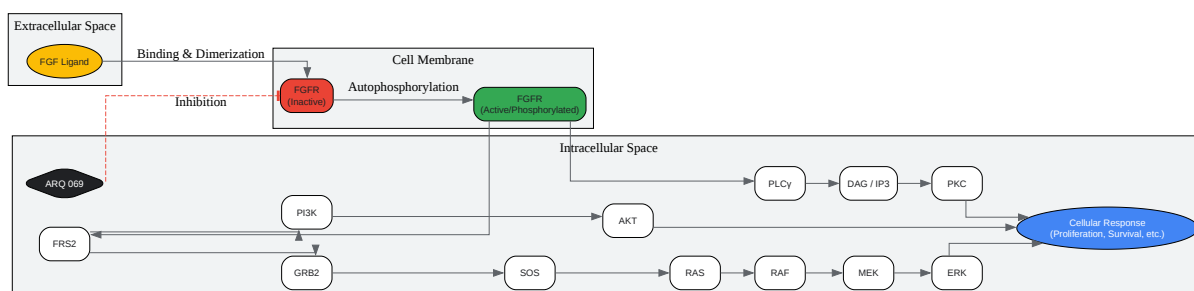 Extracellular Space
FGF Ligand
Binding & Dimerization
Cell Membrane
FGFR
(Inactive)
Autophosphorylation
FGFR
(Active/Phosphorylated)
Inhibition
Intracellular Space
ARQ 069
PLCγ
DAG / IP3
PKC
PI3K
AKT
Cellular Response
(Proliferation, Survival, etc.)
FRS2
GRB2
SOS
RAS
RAF
MEK
ERK